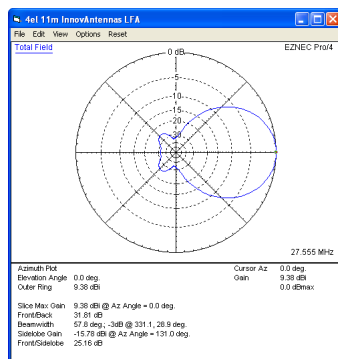 4el 11m InnovAntennas LFA
File Edit View Options Reset
Total Field
EZNEC Pro/4
0 dB
-5
-10
-15
-20
-30
27.555 MHz
Azimuth Plot
Elevation Angle 0.0 deg.
Outer Ring 9.38 dBi
Cursor Az 0.0 deg.
Gain 9.38 dBi
0.0 dBmax
Slice Max Gain 9.38 dBi @ Az Angle = 0.0 deg.
Front/Back 31.81 dB
Beamwidth 57.8 deg.; -3dB @ 331.1, 28.9 deg.
Sidelobe Gain -15.78 dBi @ Az Angle = 131.0 deg.
Front/Sidelobe 25.16 dB